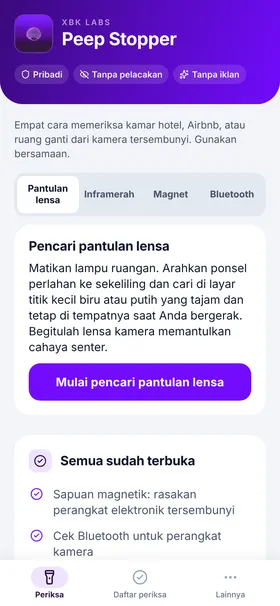 XBK LABS
Peep Stopper
Pribadi
Tanpa pelacakan
Tanpa iklan
Empat cara memeriksa kamar hotel, Airbnb, atau
ruang ganti dari kamera tersembunyi. Gunakan
bersamaan.
Pantulan
lensa
Inframerah
Magnet
Bluetooth
Pencari pantulan lensa
Matikan lampu ruangan. Arahkan ponsel
perlahan ke sekeliling dan cari di layar
titik kecil biru atau putih yang tajam dan
tetap di tempatnya saat Anda bergerak.
Begitulah lensa kamera memantulkan
cahaya senter.
Mulai pencari pantulan lensa
Semua sudah terbuka
Sapuan magnetik: rasakan
perangkat elektronik tersembunyi
Cek Bluetooth untuk perangkat
kamera
Periksa
Daftar periksa
Lainnya